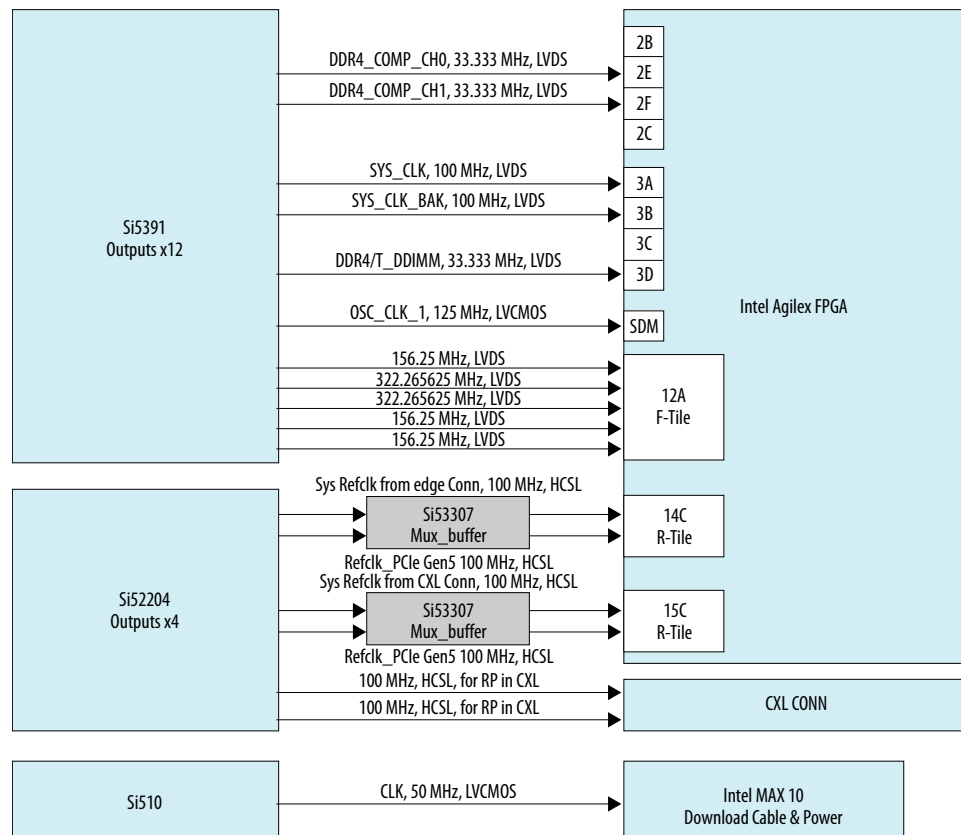 2B
DDR4_COMP_CH0, 33.333 MHz, LVDS
2E
DDR4_COMP_CH1, 33.333 MHz, LVDS
2F
2C
SYS_CLK, 100 MHz, LVDS
3A
SYS_CLK_BAK, 100 MHz, LVDS
3B
Si5391
Outputs x12
3C
DDR4/T_DDIMM, 33.333 MHz, LVDS
3D
Intel Agilex FPGA
OSC_CLK_1, 125 MHz, LVCMOS
SDM
156.25 MHz, LVDS
322.265625 MHz, LVDS
322.265625 MHz, LVDS
156.25 MHz, LVDS
156.25 MHz, LVDS
12A
F-Tile
Sys Refclk from edge Conn, 100 MHz, HCSL
Si53307
Mux_buffer
14C
R-Tile
Refclk_PCIe Gen5 100 MHz, HCSL
Sys Refclk from CXL Conn, 100 MHz, HCSL
Si52204
Outputs x4
Si53307
Mux_buffer
15C
R-Tile
Refclk_PCIe Gen5 100 MHz, HCSL
100 MHz, HCSL, for RP in CXL
100 MHz, HCSL, for RP in CXL
CXL CONN
Si510
CLK, 50 MHz, LVCMOS
Intel MAX 10
Download Cable & Power